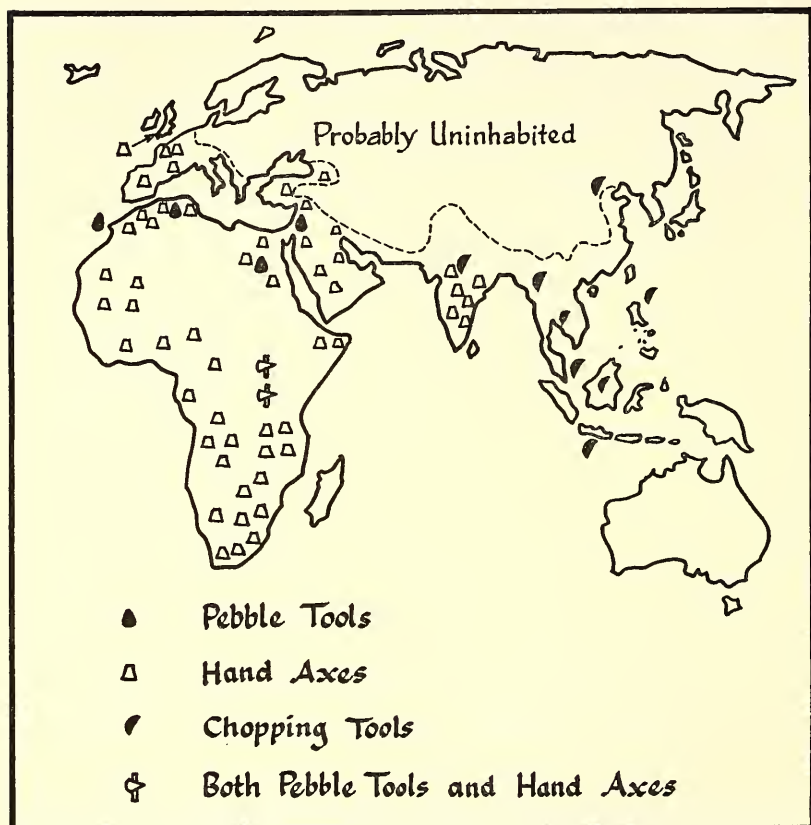 Probably Uninhabited
Pebble Tools
Hand Axes
Chopping Tools
Both Pebble Tools and Hand Axes